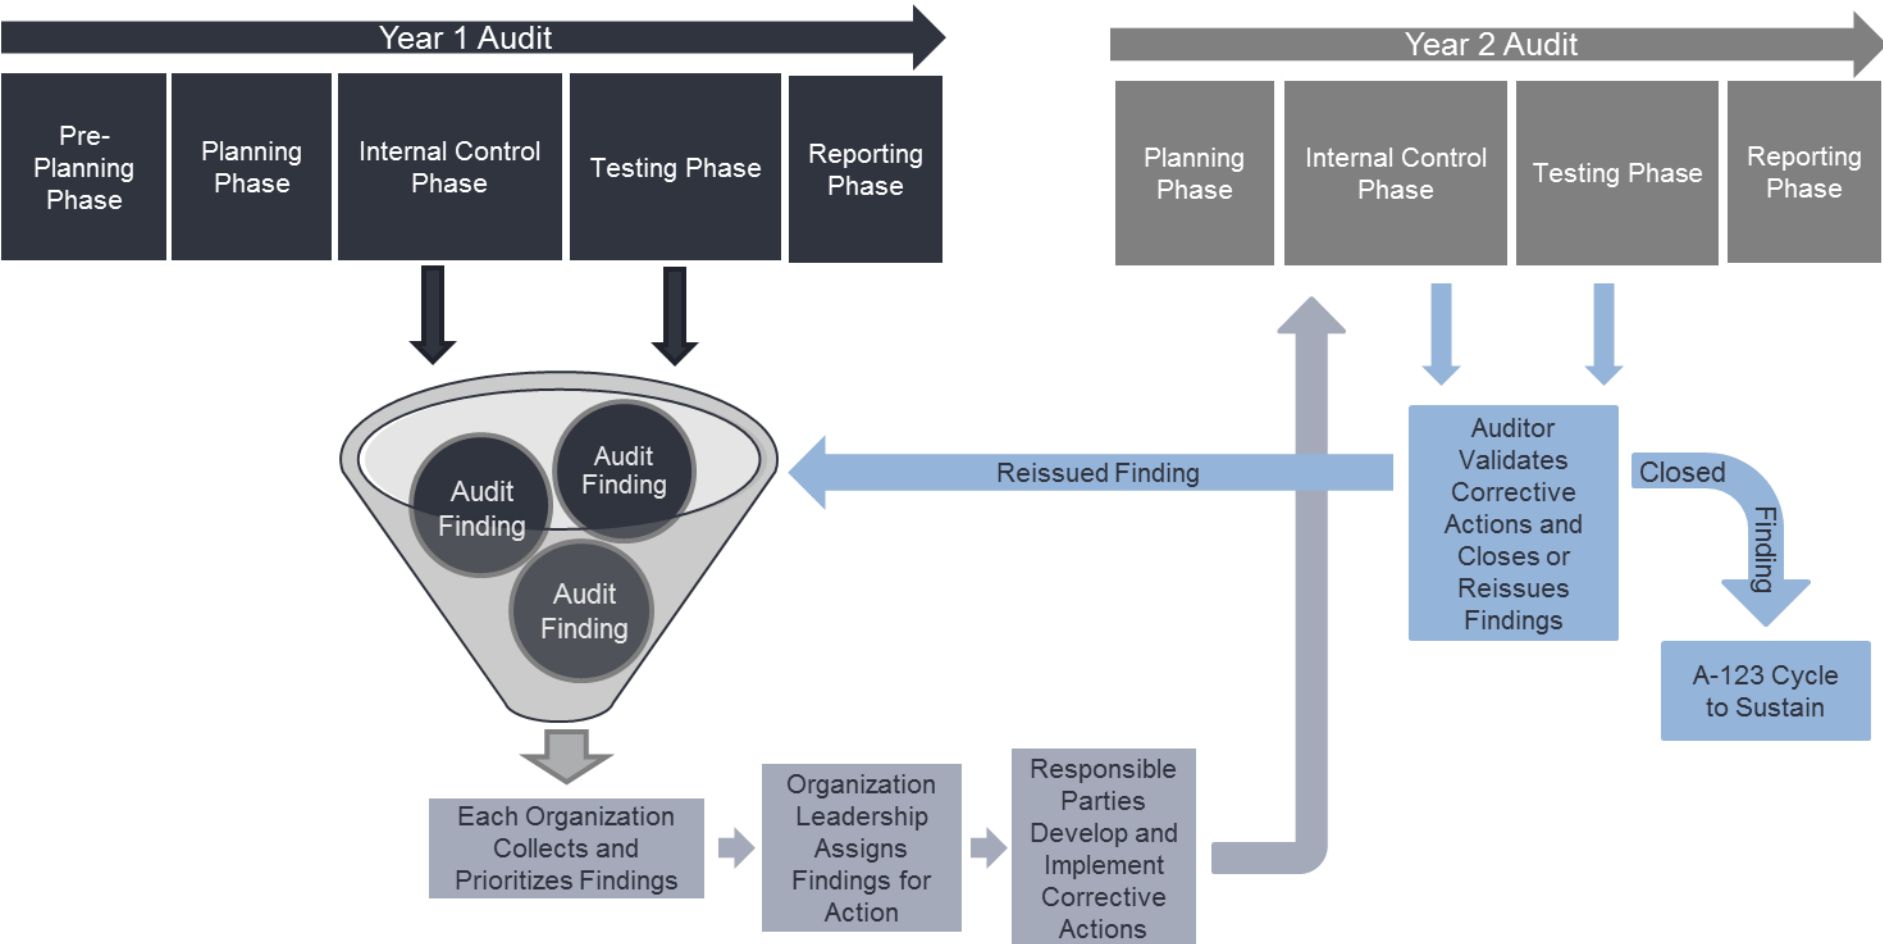 Year 1 Audit
Pre-
Planning
Phase
Planning
Phase
Internal Control
Phase
Testing Phase
Reporting
Phase
Year 2 Audit
Planning
Phase
Internal Control
Phase
Testing Phase
Reporting
Phase
Audit
Finding
Audit
Finding
Audit
Finding
Reissued Finding
Auditor
Validates
Corrective
Actions and
Closes or
Reissues
Findings
Closed
Finding
A-123 Cycle
to Sustain
Each Organization
Collects and
Prioritizes Findings
Organization
Leadership
Assigns
Findings for
Action
Responsible
Parties
Develop and
Implement
Corrective
Actions